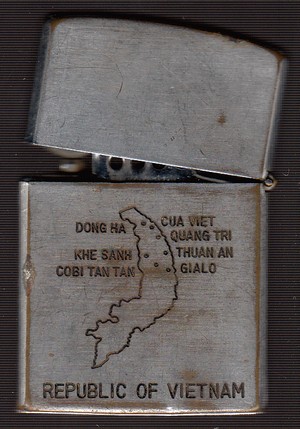 DONG HA CUA VIET
QUANG TRI
KHE SANH THUAN AN
COBI TAN TAN GIALO
REPUBLIC OF VIETNAM